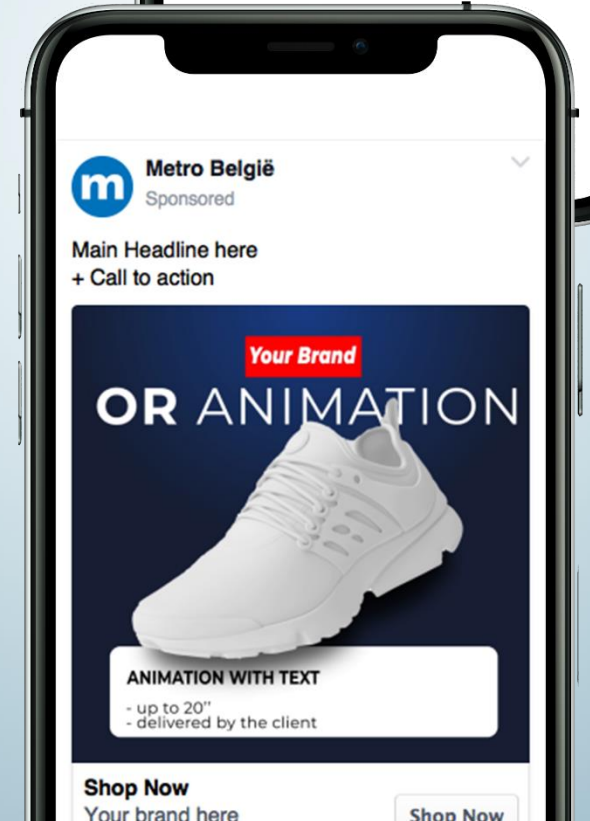 m
Metro België
Sponsored
Main Headline here
+ Call to action
Your Brand
OR ANIMATION
ANIMATION WITH TEXT
- up to 20’’
- delivered by the client
Shop Now
Your brand here
Shop Now